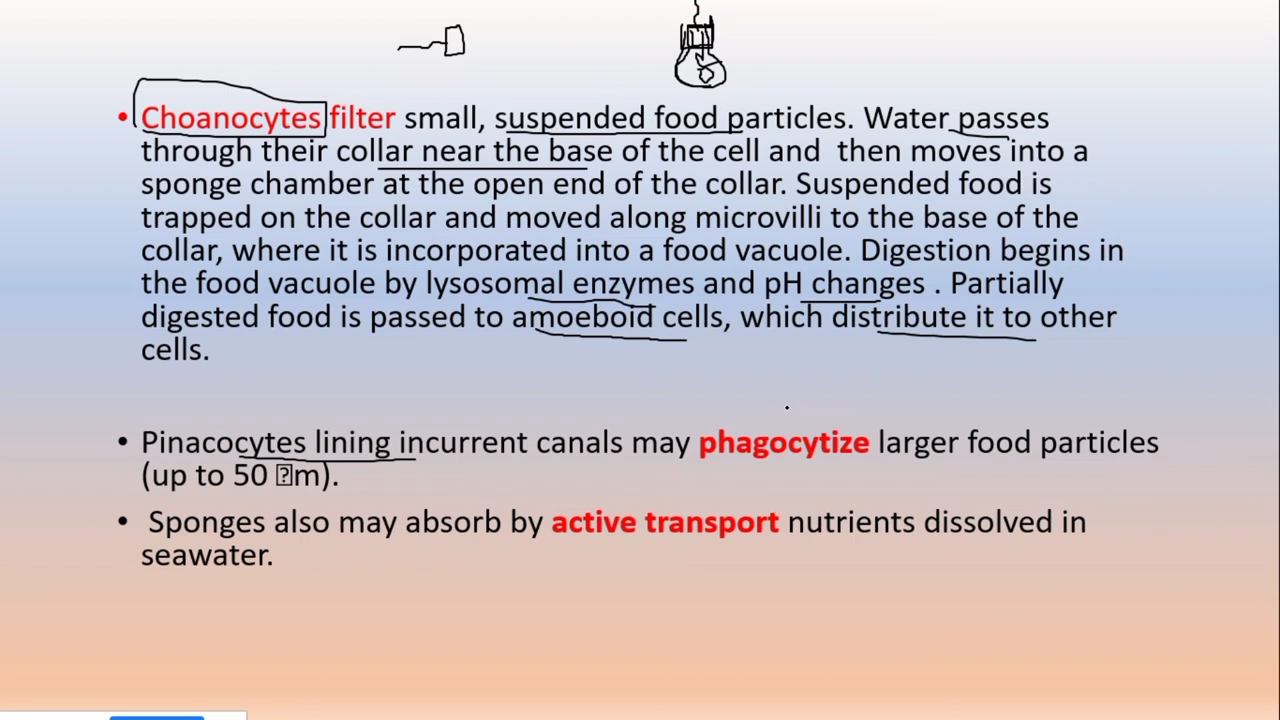 • Choanocytes filter small, suspended food particles. Water passes
through their collar near the base of the cell and then moves into a
sponge chamber at the open end of the collar. Suspended food is
trapped on the collar and moved along microvilli to the base of the
collar, where it is incorporated into a food vacuole. Digestion begins in
the food vacuole by lysosomal enzymes and pH changes . Partially
digested food is passed to amoeboid cells, which distribute it to other
cells.
• Pinacocytes lining incurrent canals may phagocytize larger food particles
(up to 50 �m).
• Sponges also may absorb by active transport nutrients dissolved in
seawater.